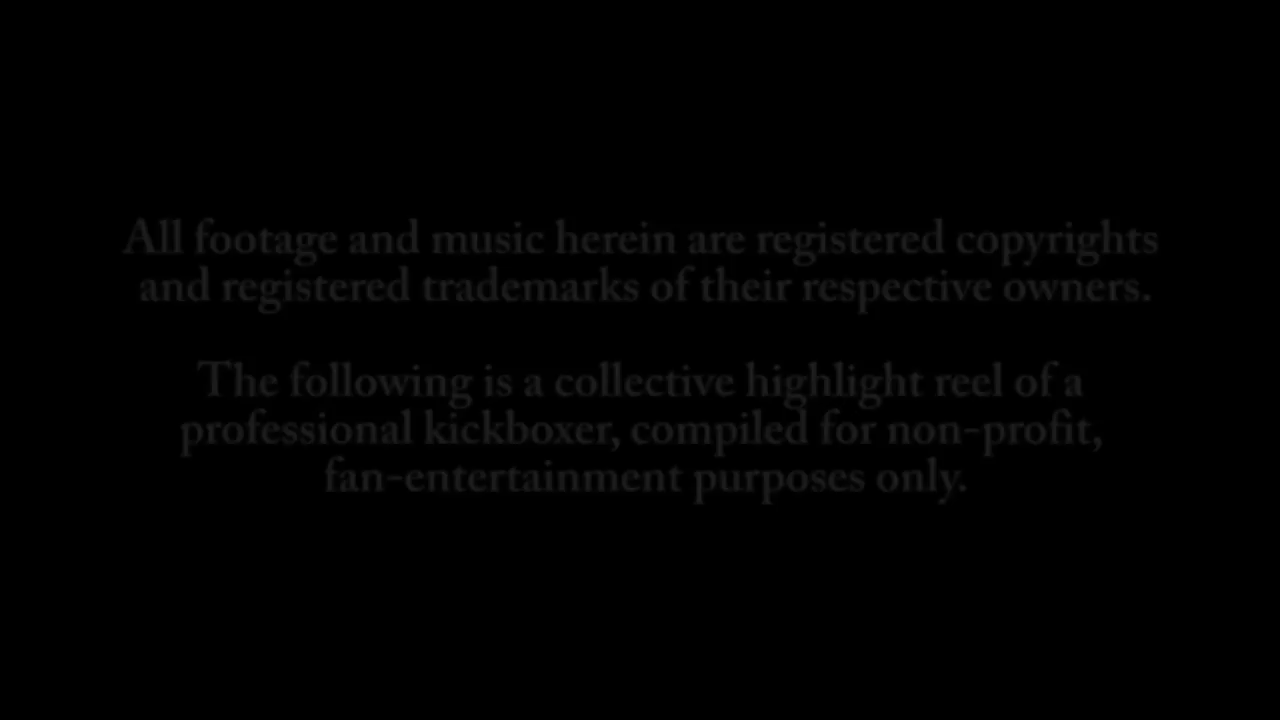 All footage and music herein are registered copyrights
and registered trademarks of their respective owners.
The following is a collective highlight reel of a
professional kickboxer, compiled for non-profit,
fan-entertainment purposes only.